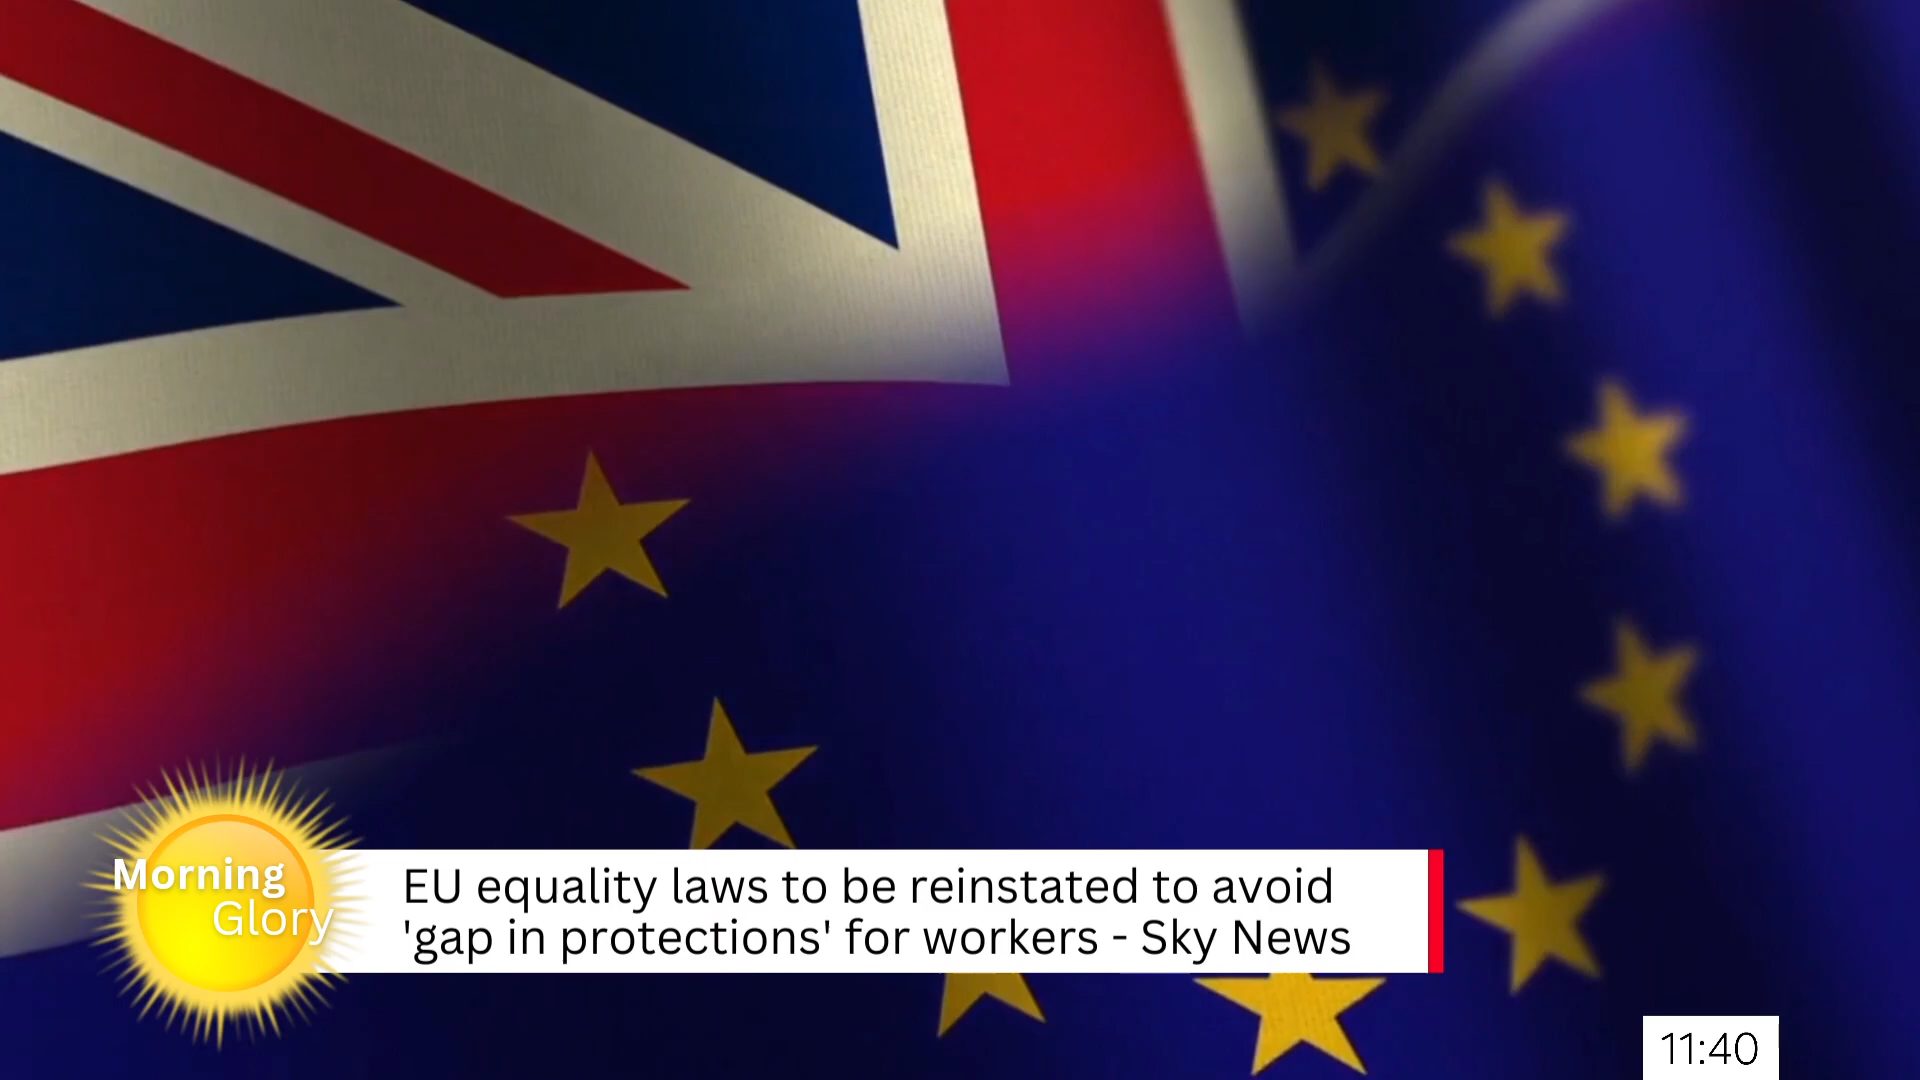 Morning
Glory
EU equality laws to be reinstated to avoid
'gap in protections' for workers - Sky News
11:40